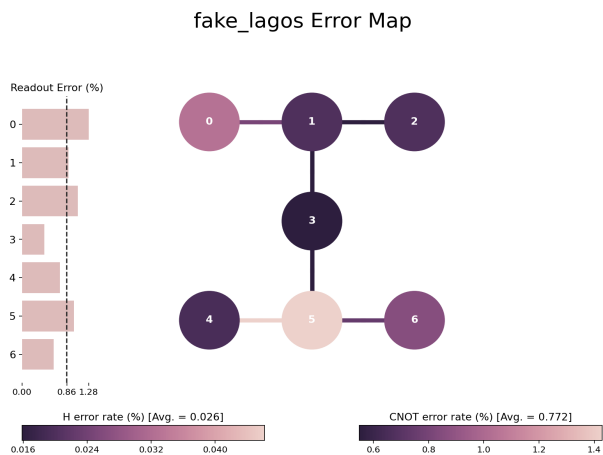 fake_lagos Error Map
Readout Error (%)
0
1
2
3
4
5
6
0.00 0.86 1.28
0 1 2
3
4 5 6
H error rate (%) [Avg. = 0.026]
0.016 0.024 0.032 0.040
CNOT error rate (%) [Avg. = 0.772]
0.6 0.8 1.0 1.2 1.4